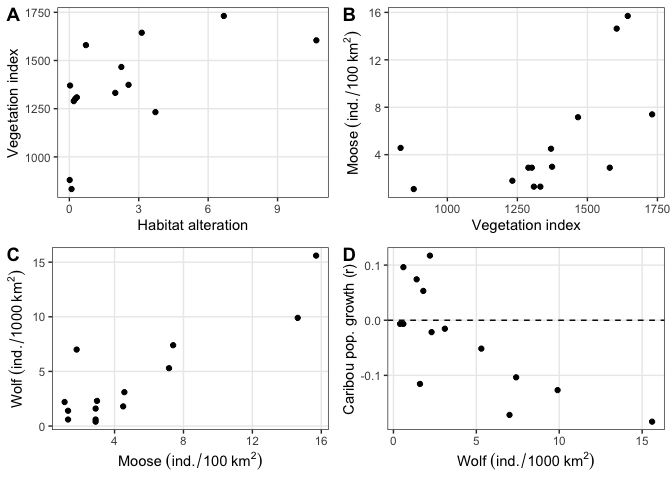 A
Vegetation index
1750
1500
1250
1000
0
3
6
9
Habitat alteration
B
Moose (ind./100 km²)
16
12
8
4
1000
1250
1500
1750
Vegetation index
C
Wolf (ind./1000 km²)
15
10
5
0
4
8
12
16
Moose (ind./100 km²)
D
Caribou pop. growth (r)
0.1
0.0
-0.1
0
5
10
15
Wolf (ind./1000 km²)